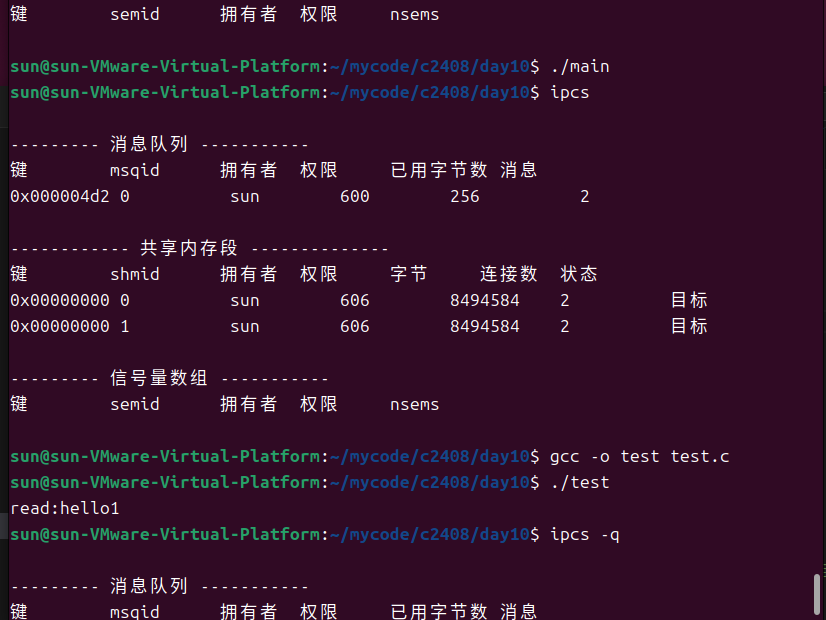 键 semid 拥有者 权限 nsems
sun@sun-VMware-Virtual-Platform:~/mycode/c2408/day10$ ./main
sun@sun-VMware-Virtual-Platform:~/mycode/c2408/day10$ ipcs
--------- 消息队列 -----------
键 msqid 拥有者 权限 已用字节数 消息
0x000004d2 0 sun 600 256 2
------------ 共享内存段 --------------
键 shmid 拥有者 权限 字节 连接数 状态
0x00000000 0 sun 606 8494584 2 目标
0x00000000 1 sun 606 8494584 2 目标
--------- 信号量数组 -----------
键 semid 拥有者 权限 nsems
sun@sun-VMware-Virtual-Platform:~/mycode/c2408/day10$ gcc -o test test.c
sun@sun-VMware-Virtual-Platform:~/mycode/c2408/day10$ ./test
read:hello1
sun@sun-VMware-Virtual-Platform:~/mycode/c2408/day10$ ipcs -q
--------- 消息队列 -----------
键 msqid 拥有者 权限 已用字节数 消息